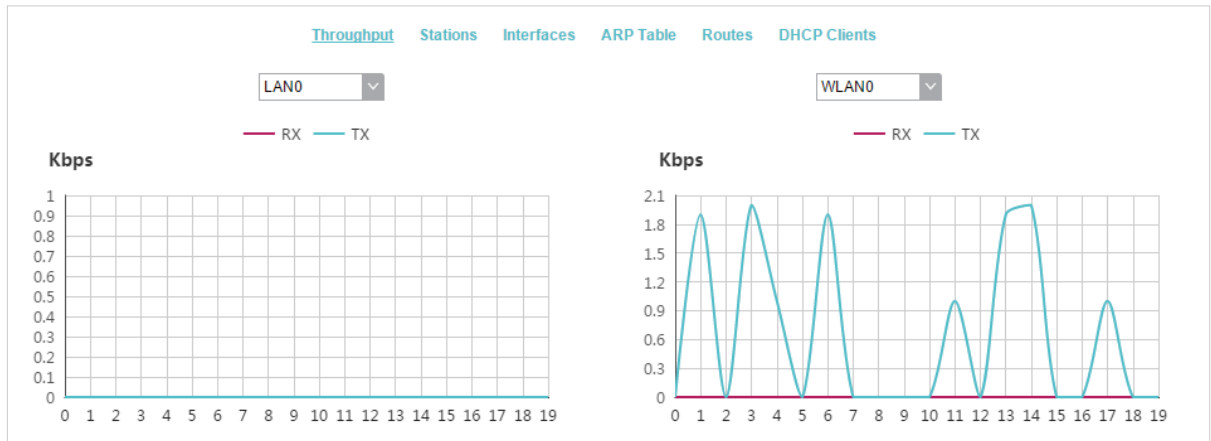 Throughput Stations Interfaces ARP Table Routes DHCP Clients
LAN0
RX TX
Kbps
1
0.9
0.8
0.7
0.6
0.5
0.4
0.3
0.2
0.1
0
0 1 2 3 4 5 6 7 8 9 10 11 12 13 14 15 16 17 18 19
WLAN0
RX TX
Kbps
2.1
1.8
1.5
1.2
0.9
0.6
0.3
0
0 1 2 3 4 5 6 7 8 9 10 11 12 13 14 15 16 17 18 19